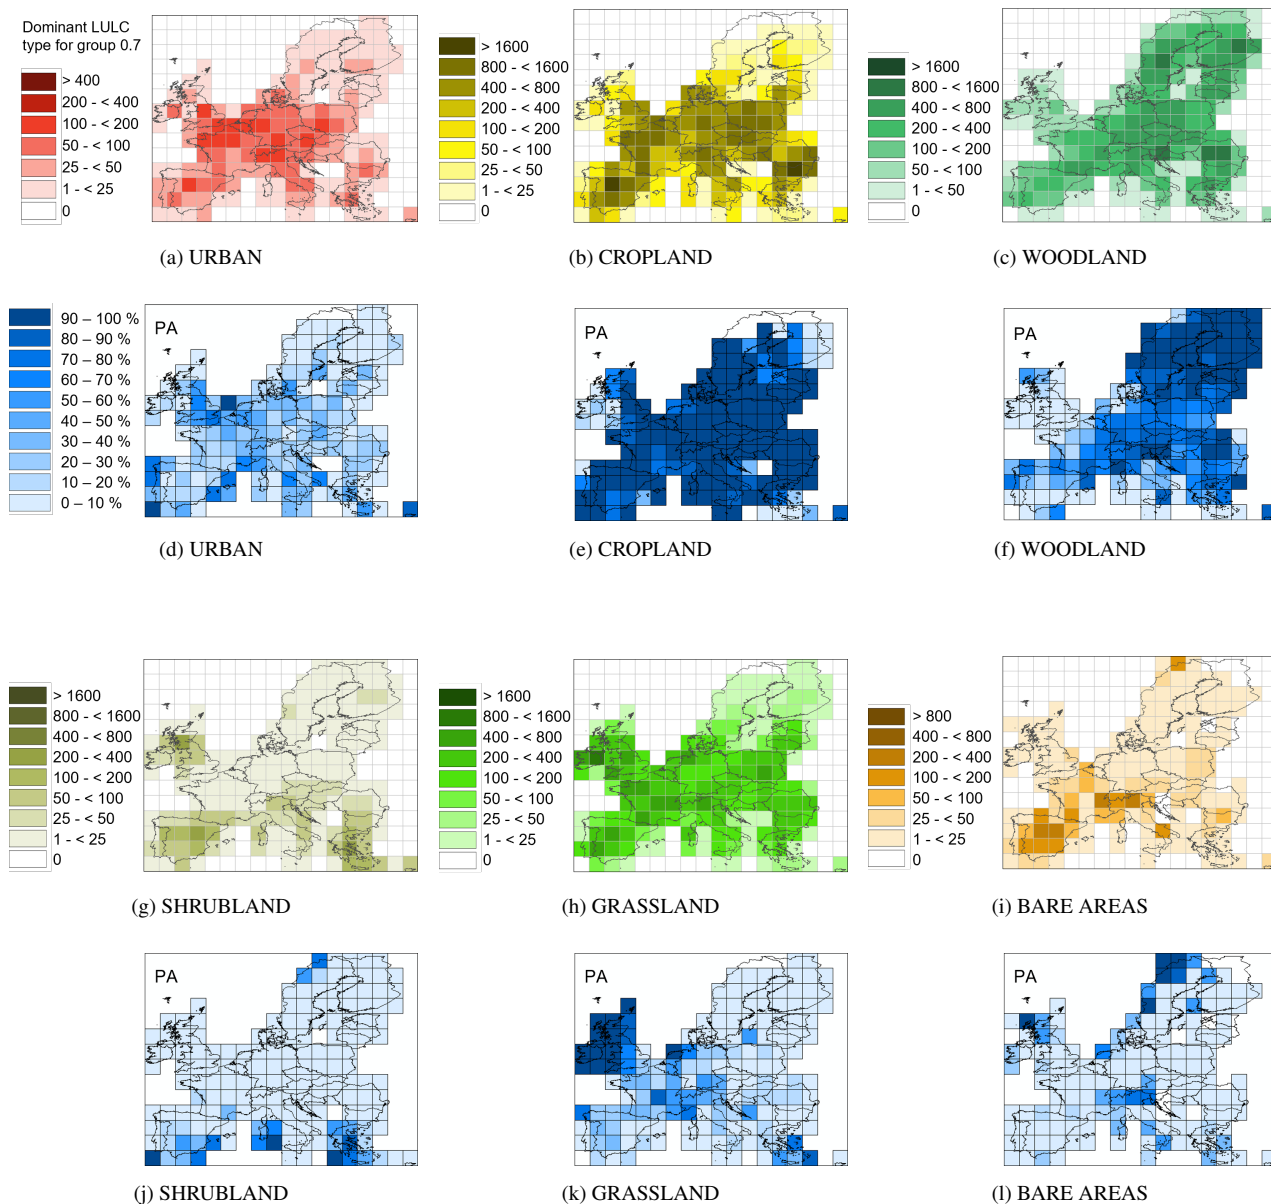 Dominant LULC
type for group 0.7
> 400
200 - < 400
100 - < 200
50 - < 100
25 - < 50
1 - < 25
0
> 1600
800 - < 1600
400 - < 800
200 - < 400
100 - < 200
50 - < 100
25 - < 50
1 - < 25
0
> 1600
800 - < 1600
400 - < 800
200 - < 400
100 - < 200
50 - < 100
1 - < 50
0
(a) URBAN
(b) CROPLAND
(c) WOODLAND
90 – 100 %
80 – 90 %
70 – 80 %
60 – 70 %
50 – 60 %
40 – 50 %
30 – 40 %
20 – 30 %
10 – 20 %
0 – 10 %
PA
PA
PA
(d) URBAN
(e) CROPLAND
(f) WOODLAND
> 1600
800 - < 1600
400 - < 800
200 - < 400
100 - < 200
50 - < 100
25 - < 50
1 - < 25
0
> 1600
800 - < 1600
400 - < 800
200 - < 400
100 - < 200
50 - < 100
25 - < 50
1 - < 25
0
> 800
400 - < 800
200 - < 400
100 - < 200
50 - < 100
25 - < 50
1 - < 25
0
(g) SHRUBLAND
(h) GRASSLAND
(i) BARE AREAS
PA
PA
PA
(j) SHRUBLAND
(k) GRASSLAND
(l) BARE AREAS